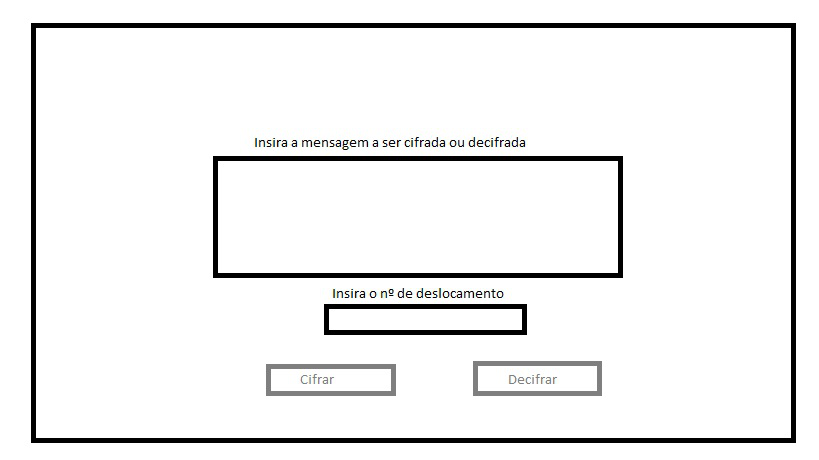 Insira a mensagem a ser cifrada ou decifrada
Insira o nº de deslocamento
Cifrar
Decifrar